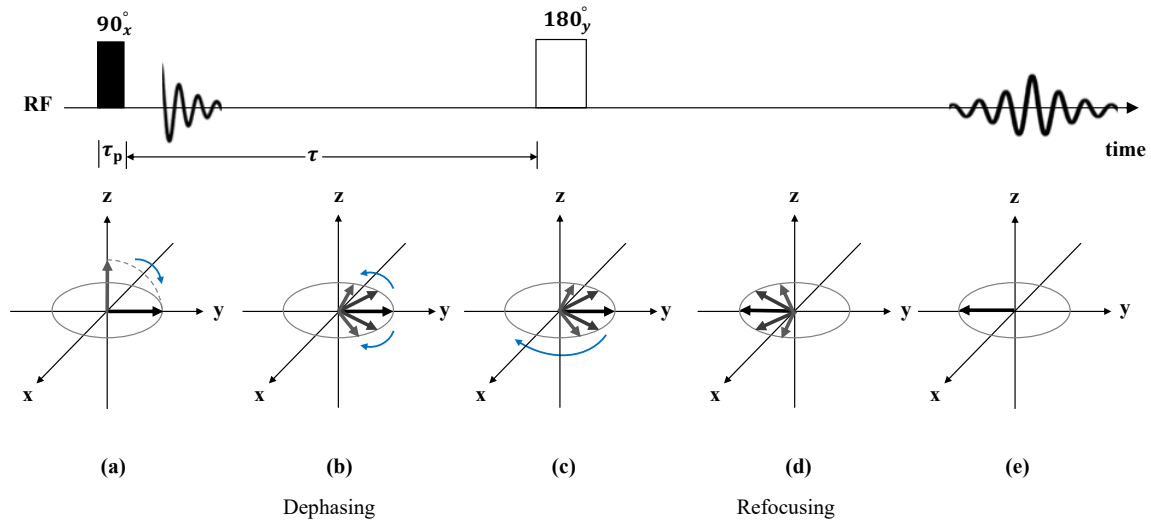 90°x 180°y
RF
τp τ time
z z z z z
y y y y y
x x x x x
(a) (b) (c) (d) (e)
Dephasing Refocusing